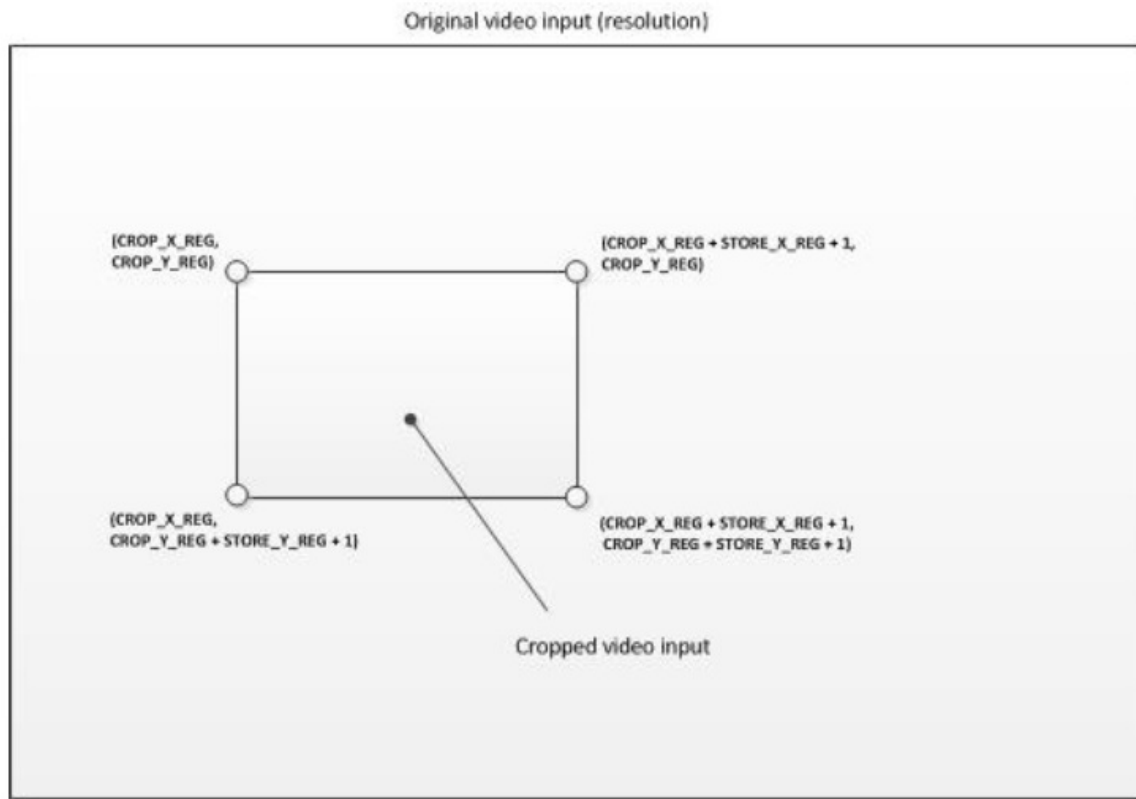 Original video input (resolution)
(CROP_X_REG,
CROP_Y_REG)
(CROP_X_REG + STORE_X_REG + 1,
CROP_Y_REG)
(CROP_X_REG,
CROP_Y_REG + STORE_Y_REG + 1)
(CROP_X_REG + STORE_X_REG + 1,
CROP_Y_REG + STORE_Y_REG + 1)
Cropped video input